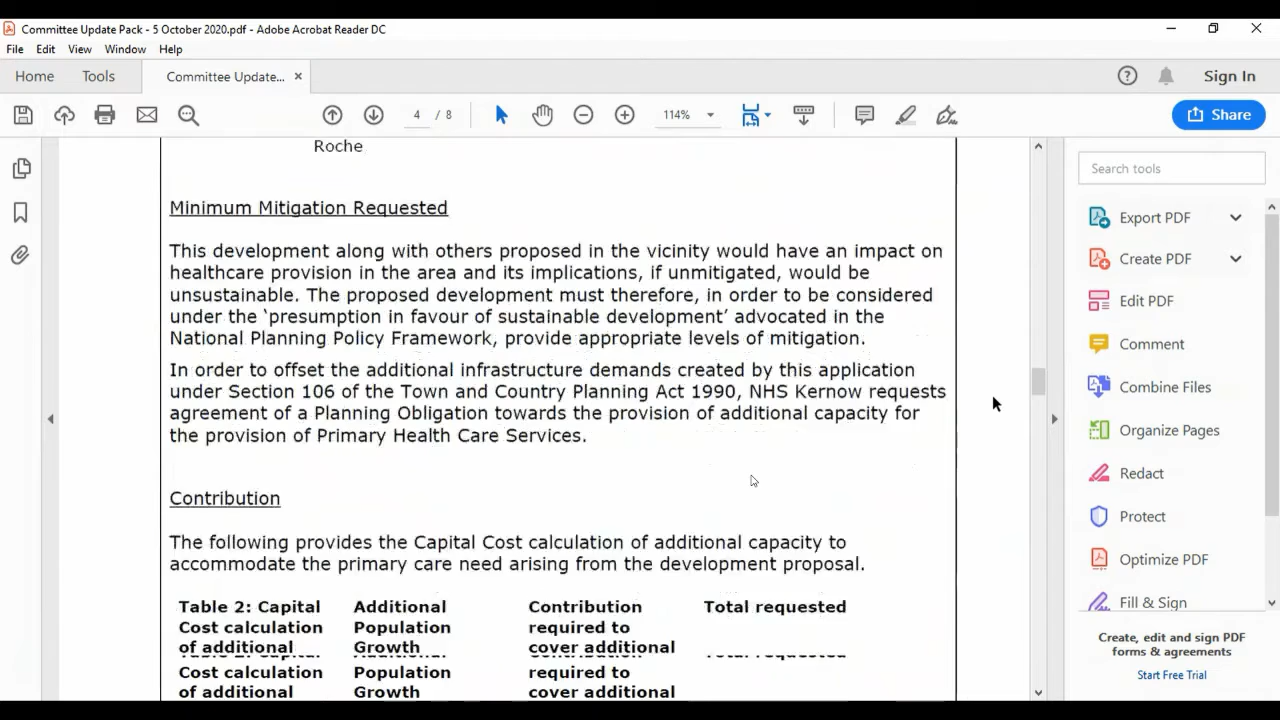 Committee Update Pack - 5 October 2020.pdf - Adobe Acrobat Reader DC
File Edit View Window Help
Home Tools Committee Update... × Sign In
4 / 8 114% Share
Roche
Minimum Mitigation Requested
This development along with others proposed in the vicinity would have an impact on
healthcare provision in the area and its implications, if unmitigated, would be
unsustainable. The proposed development must therefore, in order to be considered
under the ‘presumption in favour of sustainable development’ advocated in the
National Planning Policy Framework, provide appropriate levels of mitigation.
In order to offset the additional infrastructure demands created by this application
under Section 106 of the Town and Country Planning Act 1990, NHS Kernow requests
agreement of a Planning Obligation towards the provision of additional capacity for
the provision of Primary Health Care Services.
Contribution
The following provides the Capital Cost calculation of additional capacity to
accommodate the primary care need arising from the development proposal.
Table 2: Capital Additional Contribution Total requested
Cost calculation Population required to
of additional Growth cover additional
Cost calculation Population required to
of additional Growth cover additional
Search tools
Export PDF
Create PDF
Edit PDF
Comment
Combine Files
Organize Pages
Redact
Protect
Optimize PDF
Fill & Sign
Create, edit and sign PDF
forms & agreements
Start Free Trial